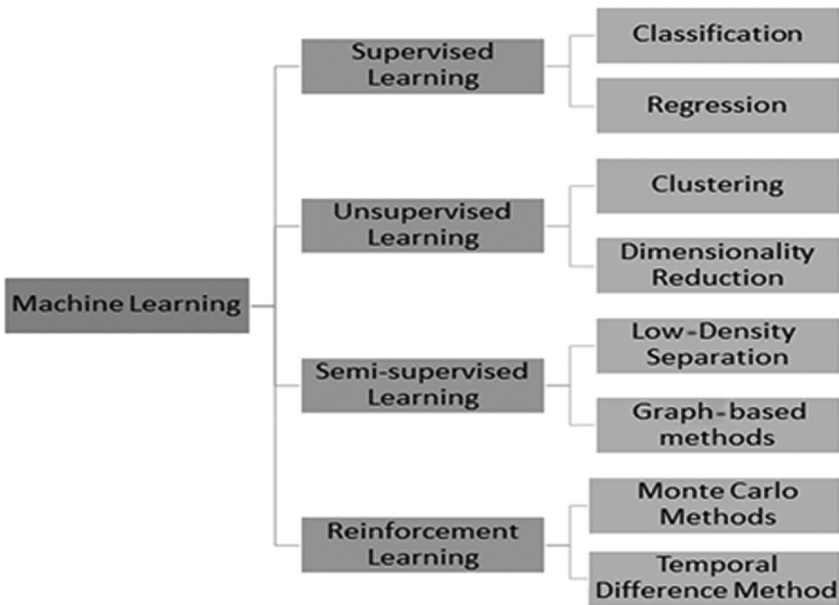 Machine Learning
Supervised
Learning
Classification
Regression
Unsupervised
Learning
Clustering
Dimensionality
Reduction
Semi-supervised
Learning
Low-Density
Separation
Graph-based
methods
Reinforcement
Learning
Monte Carlo
Methods
Temporal
Difference Method